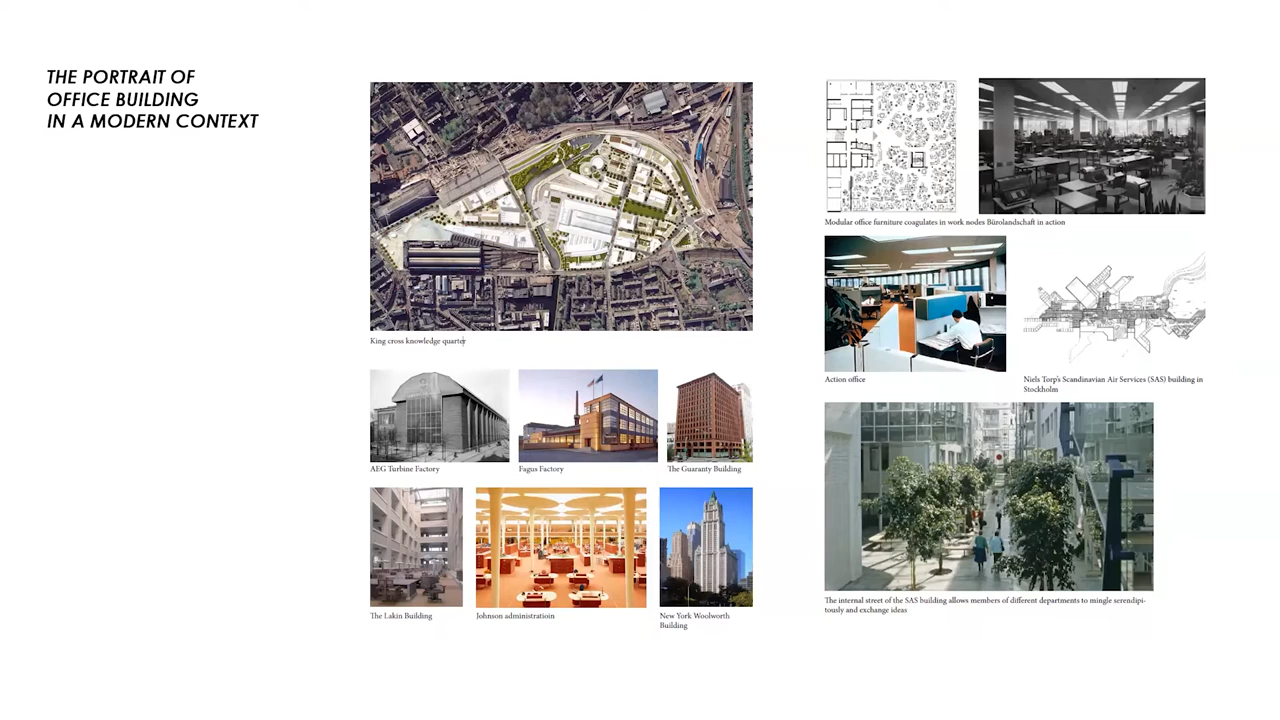 THE PORTRAIT OF
OFFICE BUILDING
IN A MODERN CONTEXT
King cross knowledge quarter
AEG Turbine Factory
Fagus Factory
The Guaranty Building
The Lakin Building
Johnson administratioin
New York Woolworth
Building
Modular office furniture coagulates in work nodes Bürolandschaft in action
Action office
Niels Torp's Scandinavian Air Services (SAS) building in
Stockholm
The internal street of the SAS building allows members of different departments to mingle serendipi-
tously and exchange ideas